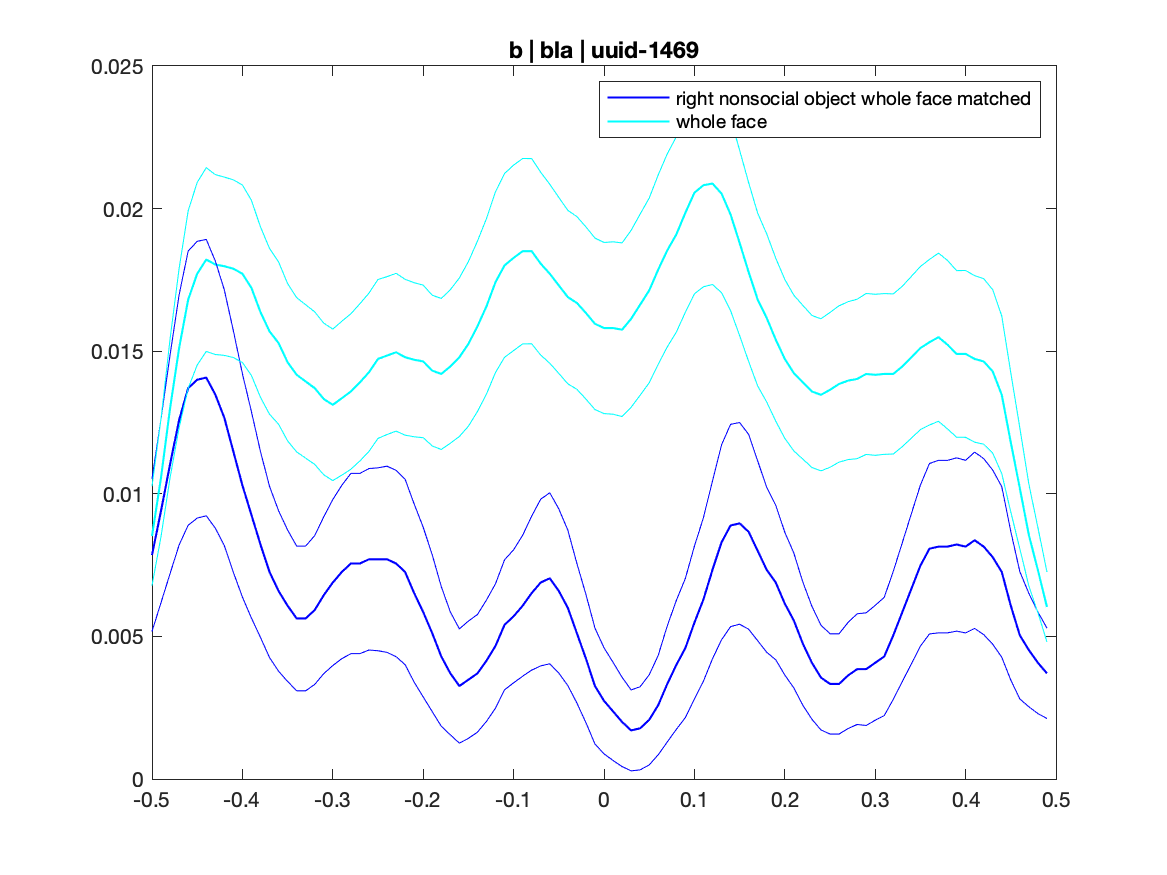 b | bla | uuid-1469
0.025
right nonsocial object whole face matched
whole face
0.02
0.015
0.01
0.005
0
-0.5 -0.4 -0.3 -0.2 -0.1 0 0.1 0.2 0.3 0.4 0.5